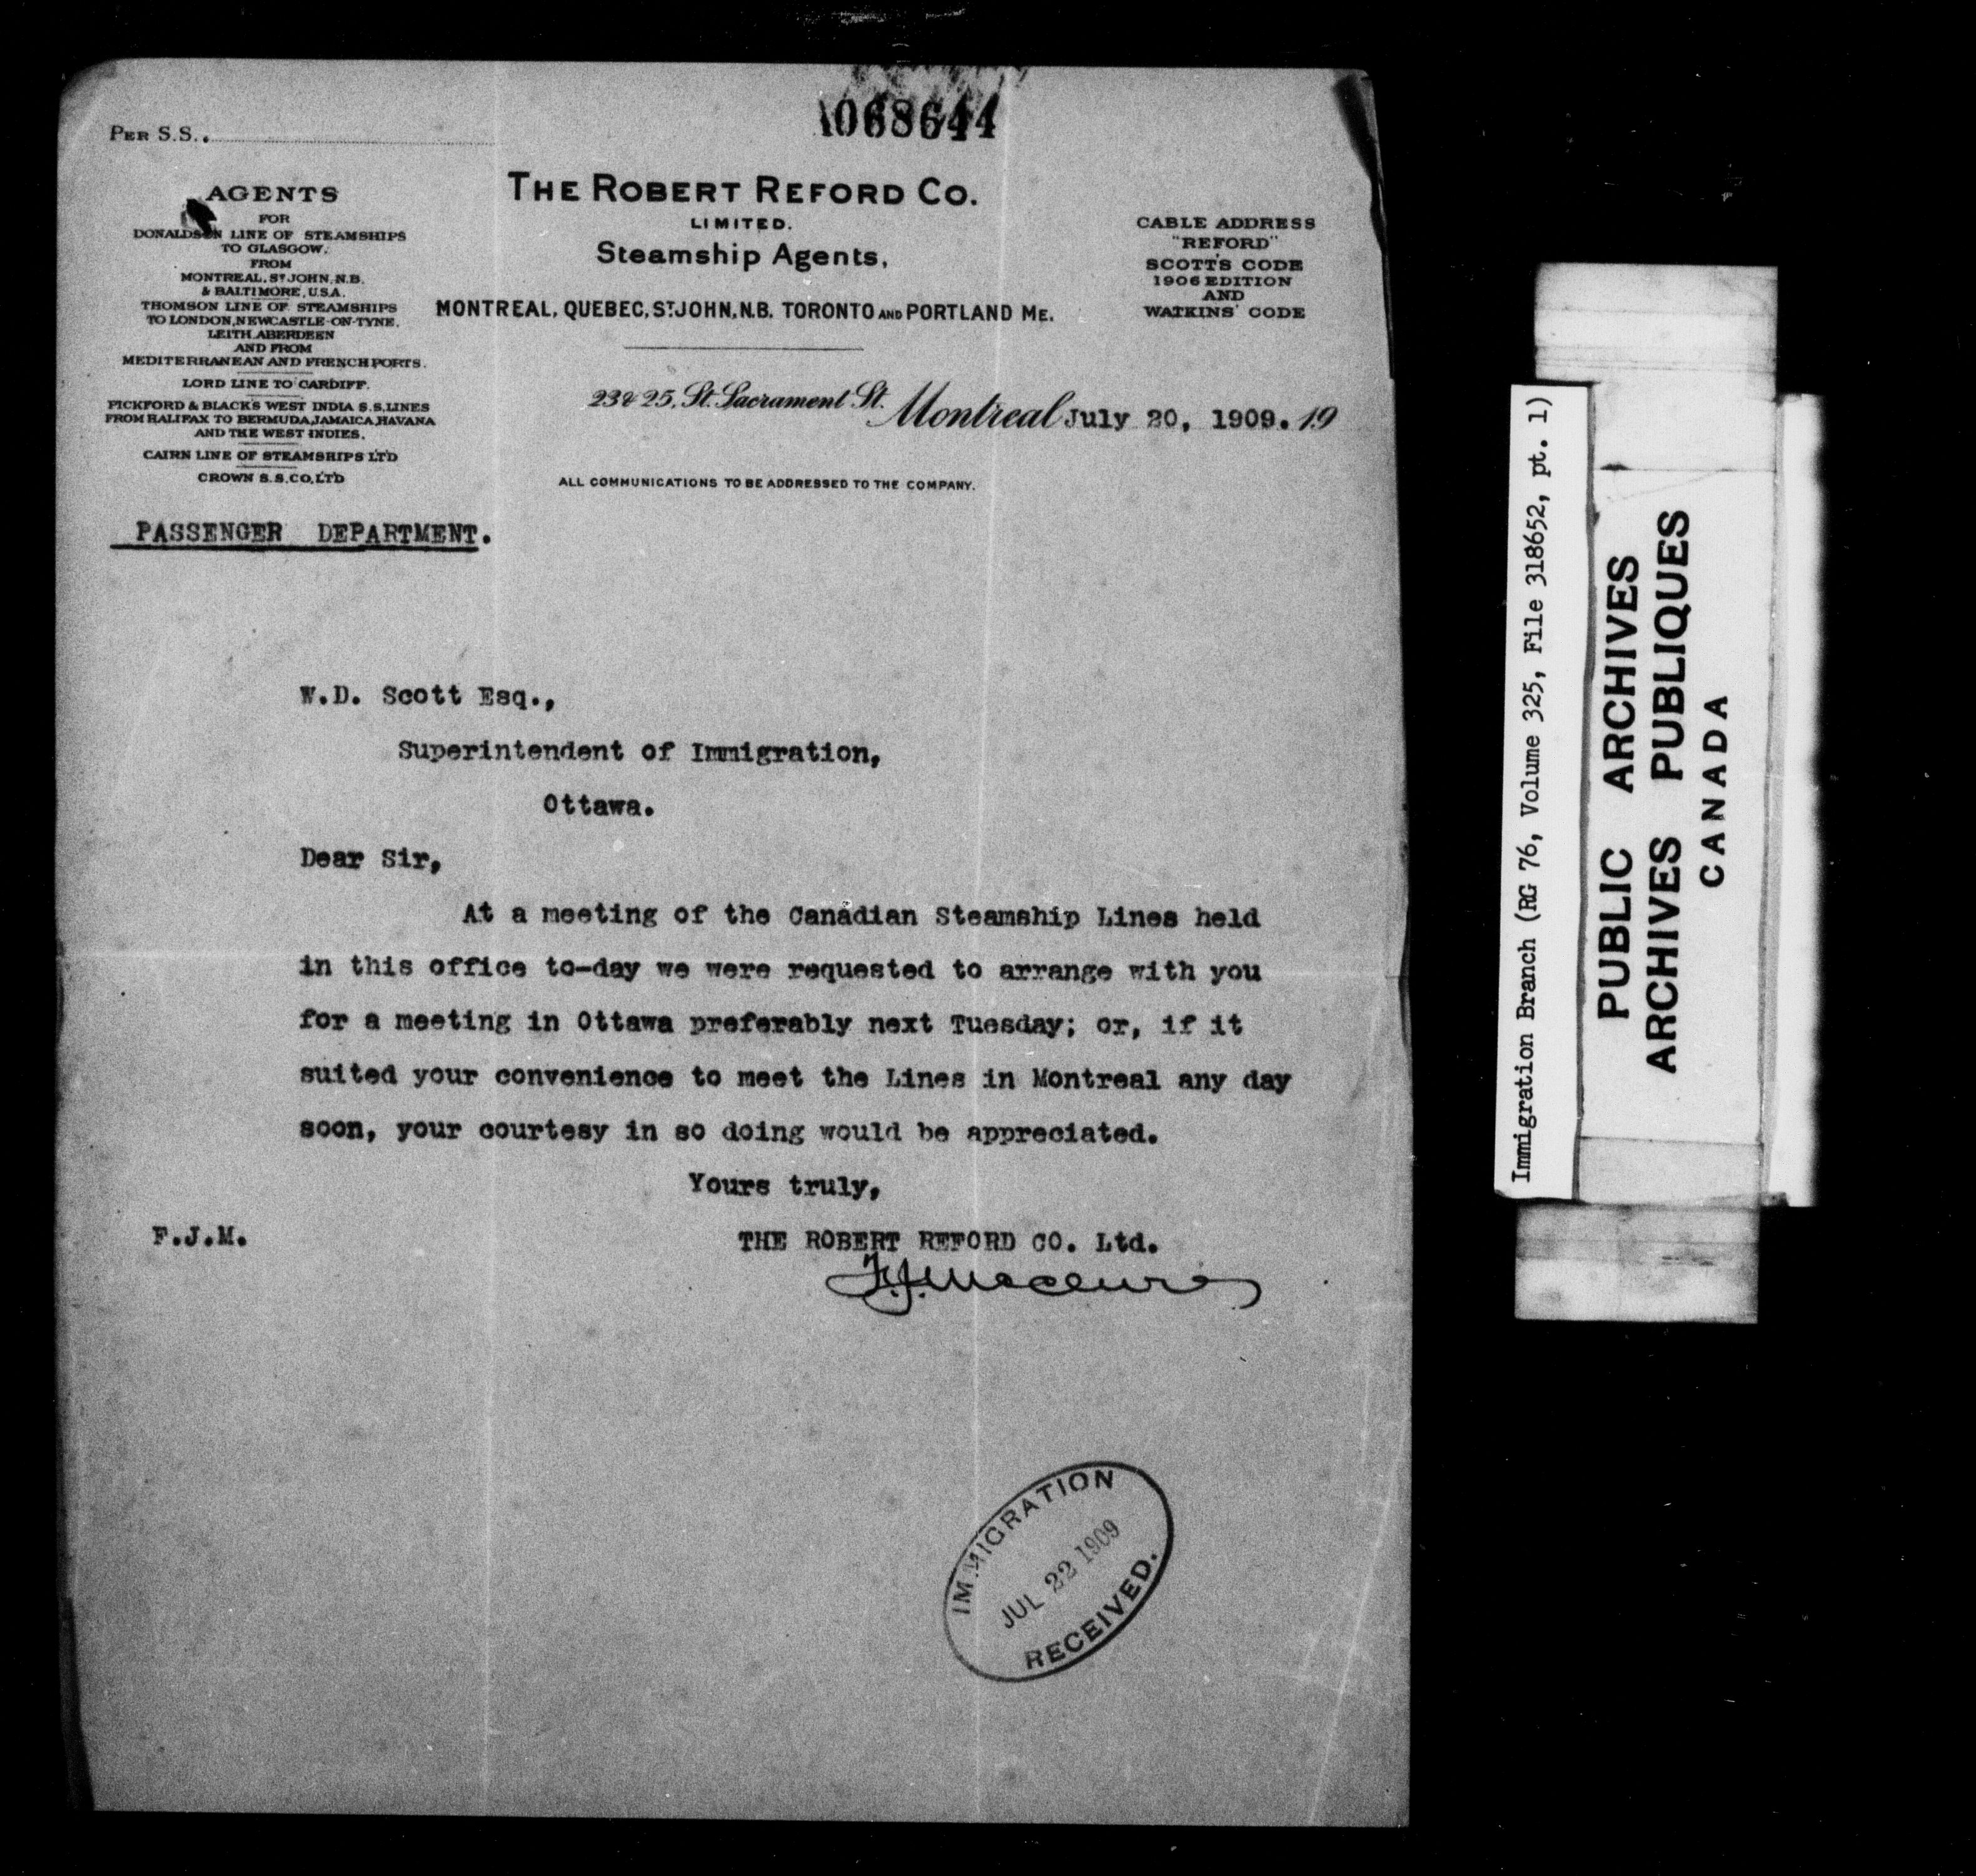 1068644
PER S.S.
AGENTS
FOR
DONALDSON LINE OF STEAMSHIPS
TO GLASGOW.
FROM
MONTREAL, ST JOHN, N.B.
& BALTIMORE, U.S.A.
THOMSON LINE OF STEAMSHIPS
TO LONDON, NEWCASTLE-ON-TYNE,
LEITH ABERDEEN
AND FROM
MEDITERRANEAN AND FRENCH PORTS.
LORD LINE TO CARDIFF.
PICKFORD & BLACK'S WEST INDIA S.S. LINES
FROM HALIFAX TO BERMUDA, JAMAICA, HAVANA
AND THE WEST INDIES.
CAIRN LINE OF STEAMSHIPS LTD
CROWN S.S. CO, LTD
PASSENGER DEPARTMENT.
THE ROBERT REFORD CO.
LIMITED.
Steamship Agents,
MONTREAL, QUEBEC, ST JOHN, N.B. TORONTO AND PORTLAND ME.
CABLE ADDRESS
"REFORD"
SCOTT'S CODE
1906 EDITION
AND
WATKINS' CODE
23 & 25, St. Sacrament St. Montreal July 20, 1909. 19
ALL COMMUNICATIONS TO BE ADDRESSED TO THE COMPANY.
W.D. Scott Esq.,
Superintendent of Immigration,
Ottawa.
Dear Sir,
At a meeting of the Canadian Steamship Lines held
in this office to-day we were requested to arrange with you
for a meeting in Ottawa preferably next Tuesday; or, if it
suited your convenience to meet the Lines in Montreal any day
soon, your courtesy in so doing would be appreciated.
Yours truly,
F.J.M.
THE ROBERT REFORD CO. Ltd.
IMMIGRATION
JUL 22 1909
RECEIVED.
Immigration Branch (RG 76, Volume 325, File 318652, pt. 1)
PUBLIC ARCHIVES
ARCHIVES PUBLIQUES
CANADA